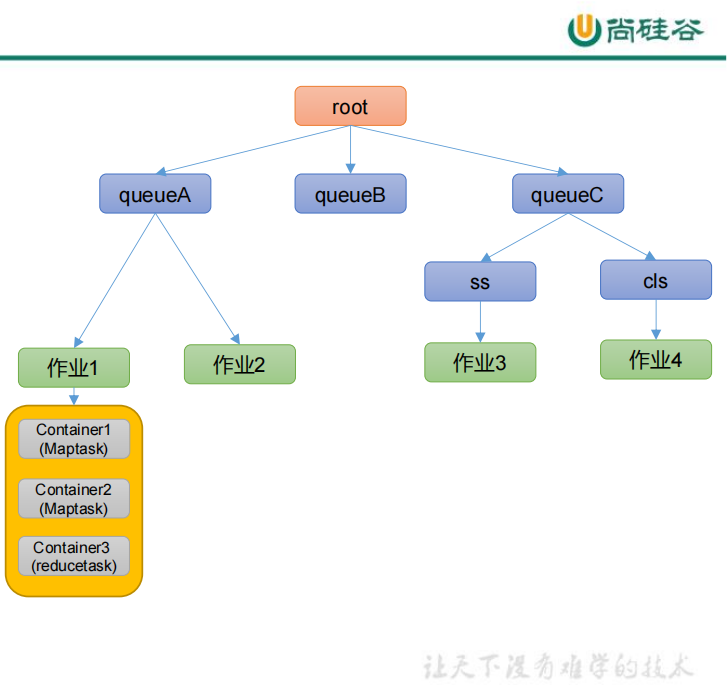 尚硅谷
root
queueA
queueB
queueC
ss
cls
作业1
作业2
作业3
作业4
Container1
(Maptask)
Container2
(Maptask)
Container3
(reducetask)
让天下没有难学的技术